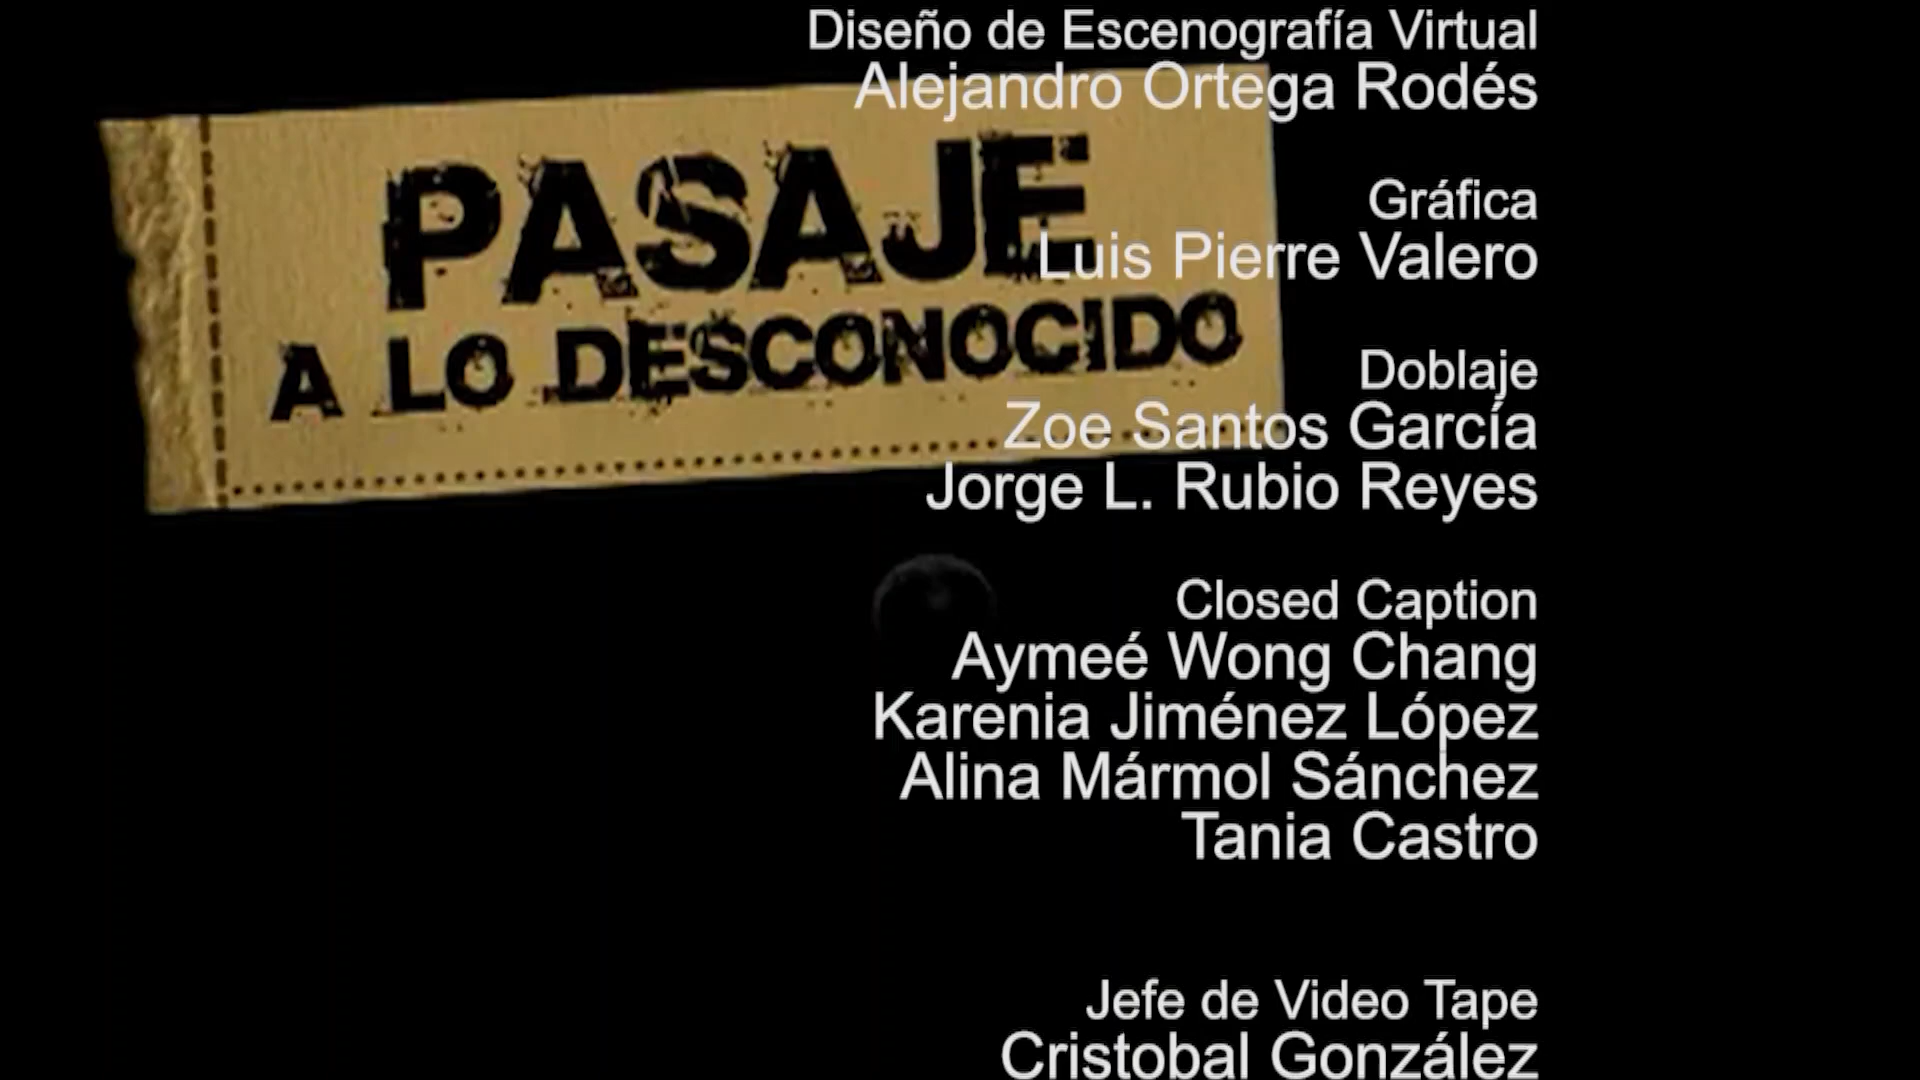 PASAJE
A LO DESCONOCIDO
Diseño de Escenografía Virtual
Alejandro Ortega Rodés
Gráfica
Luis Pierre Valero
Doblaje
Zoe Santos García
Jorge L. Rubio Reyes
Closed Caption
Aymeé Wong Chang
Karenia Jiménez López
Alina Mármol Sánchez
Tania Castro
Jefe de Video Tape
Cristobal González